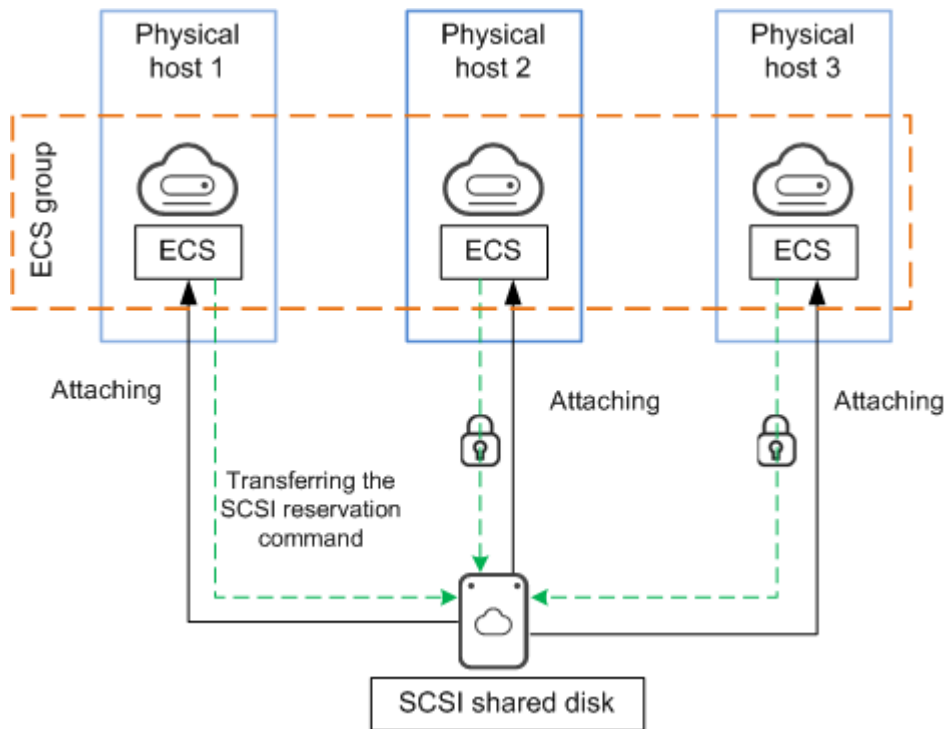 Physical
host 1
Physical
host 2
Physical
host 3
ECS group
ECS
ECS
ECS
Attaching
Attaching
Attaching
Transferring the
SCSI reservation
command
SCSI shared disk